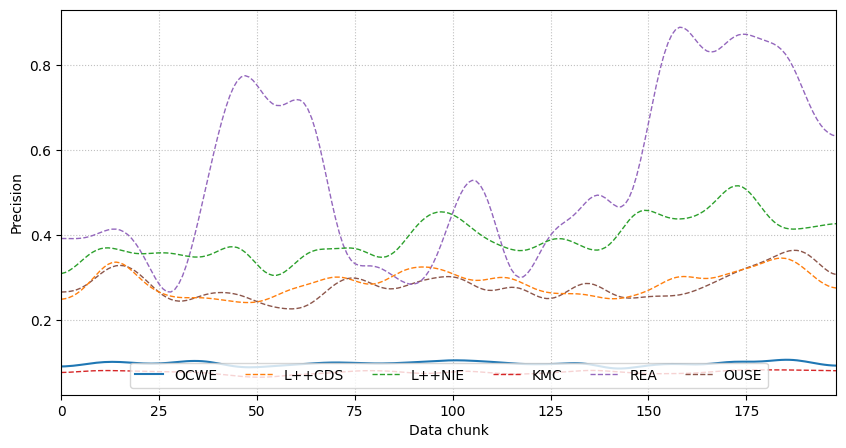 Precision
0.8
0.6
0.4
0.2
OCWE L++CDS L++NIE KMC REA OUSE
0 25 50 75 100 125 150 175
Data chunk